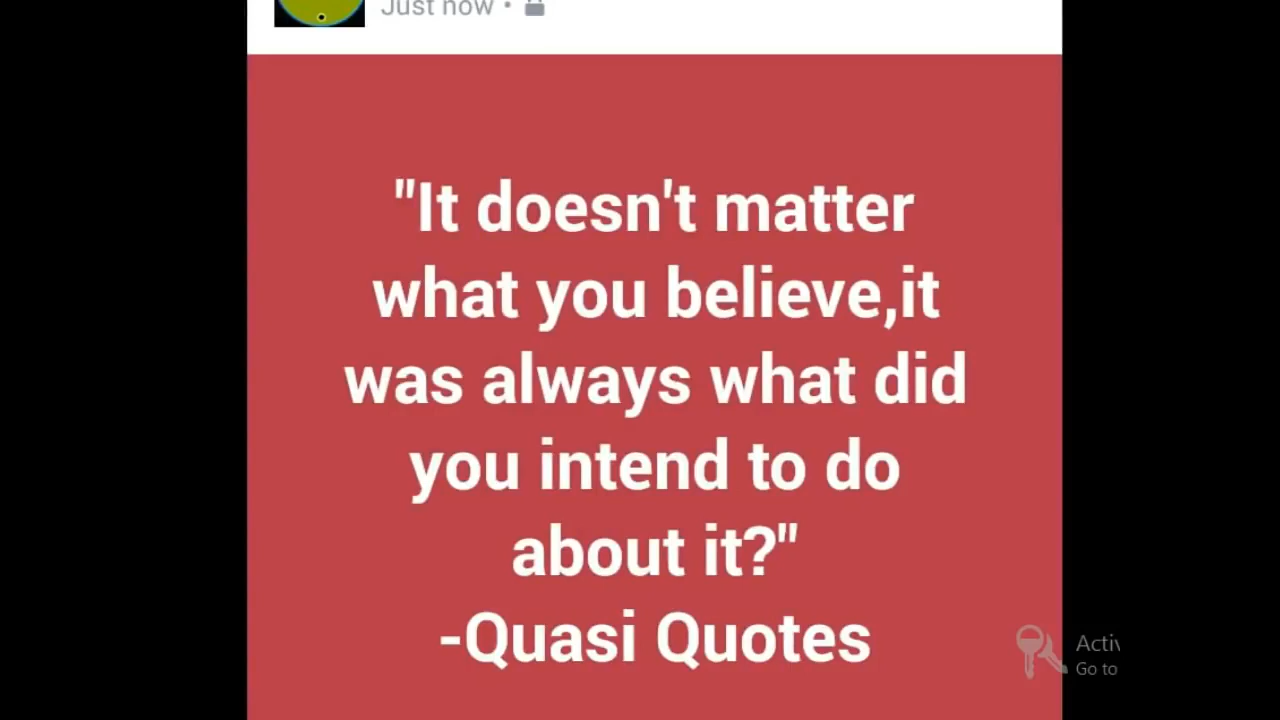 Just now •
"It doesn't matter
what you believe,it
was always what did
you intend to do
about it?"
-Quasi Quotes
Activ
Go to